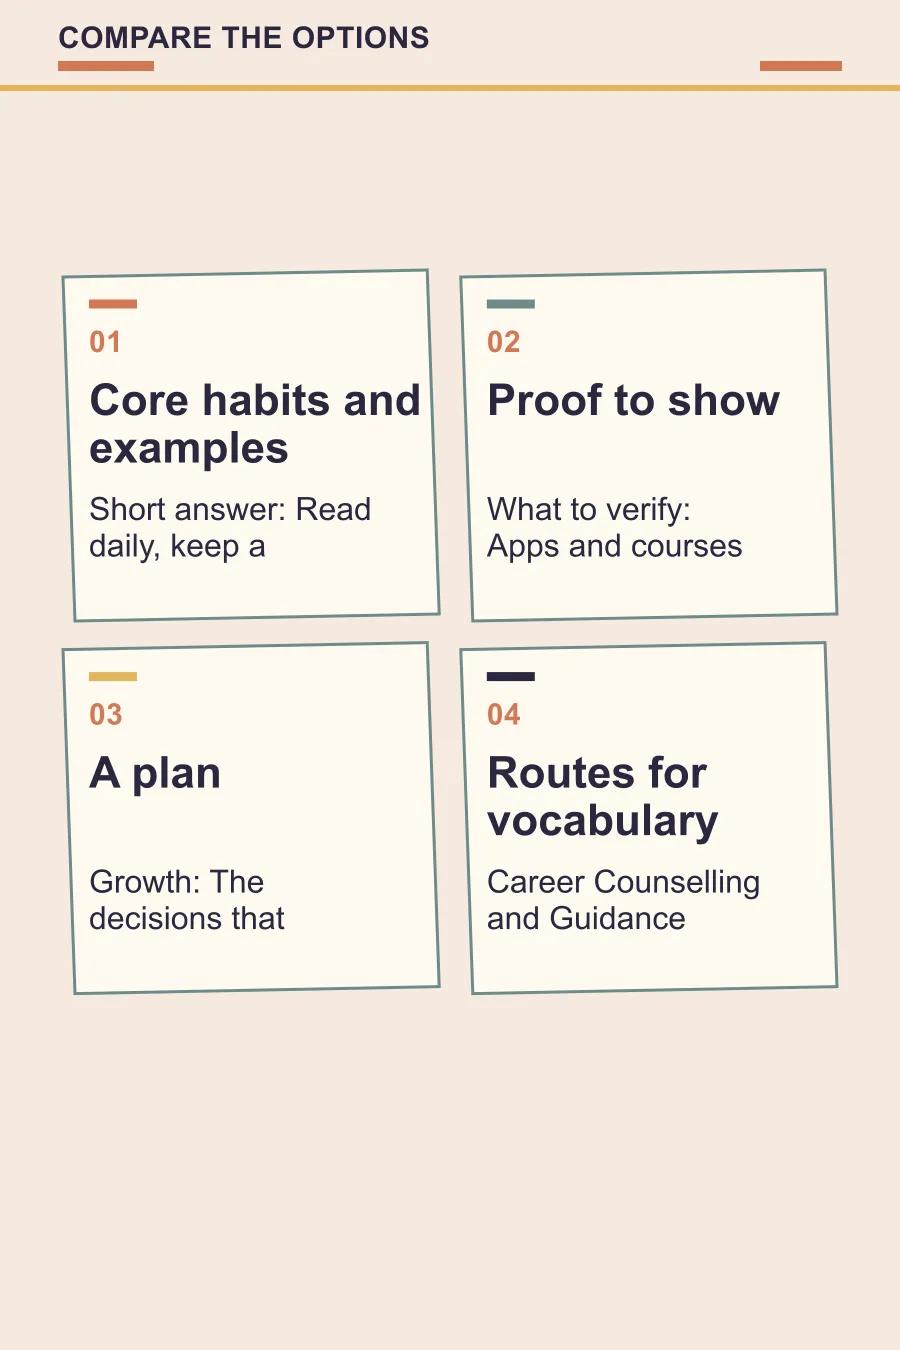 COMPARE THE OPTIONS
01
Core habits and
examples
Short answer: Read
daily, keep a
02
Proof to show
What to verify:
Apps and courses
03
A plan
Growth: The
decisions that
04
Routes for
vocabulary
Career Counselling
and Guidance